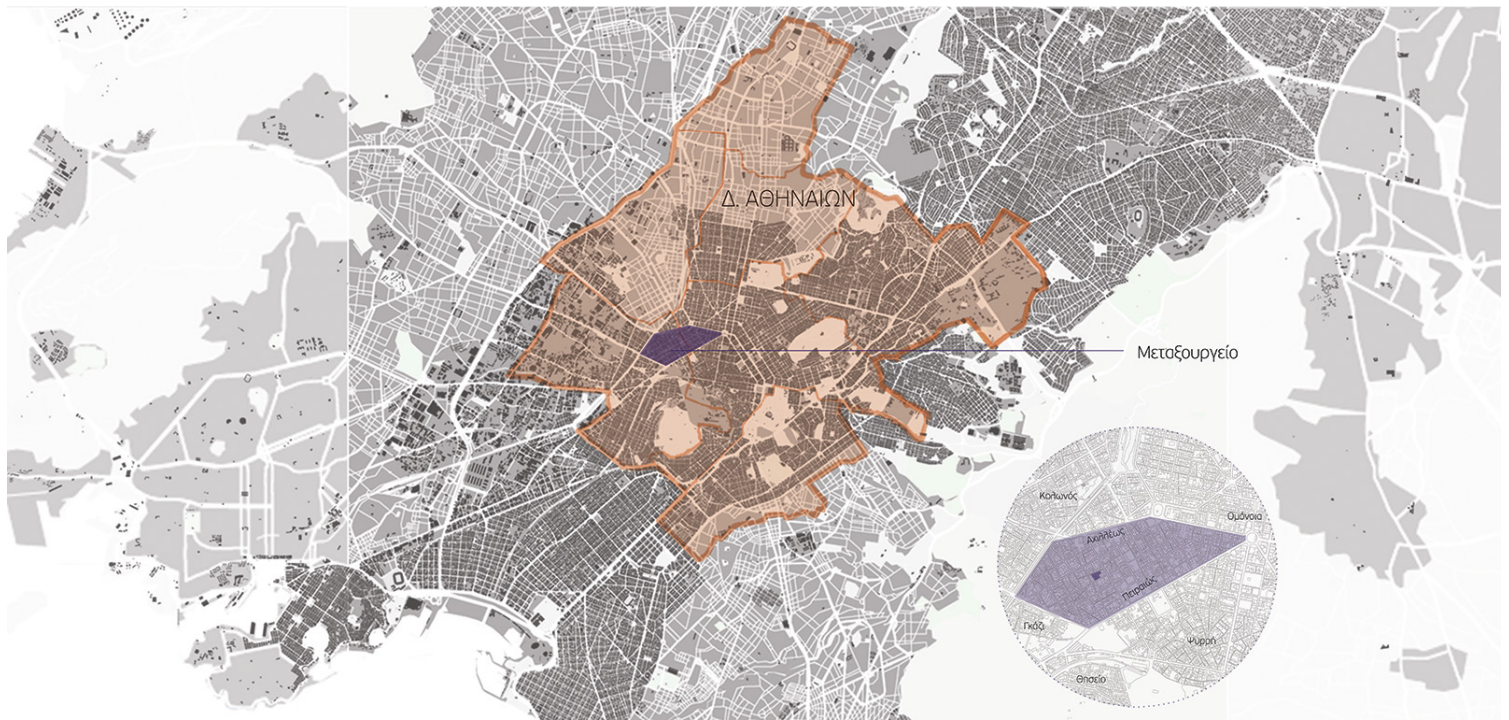 Δ. ΑΘΗΝΑΙΩΝ
Μεταξουργείο
Κολωνός
Ομόνοια
Αχιλλέως
Πειραιώς
Γκάζι
Ψυρρή
Θησείο